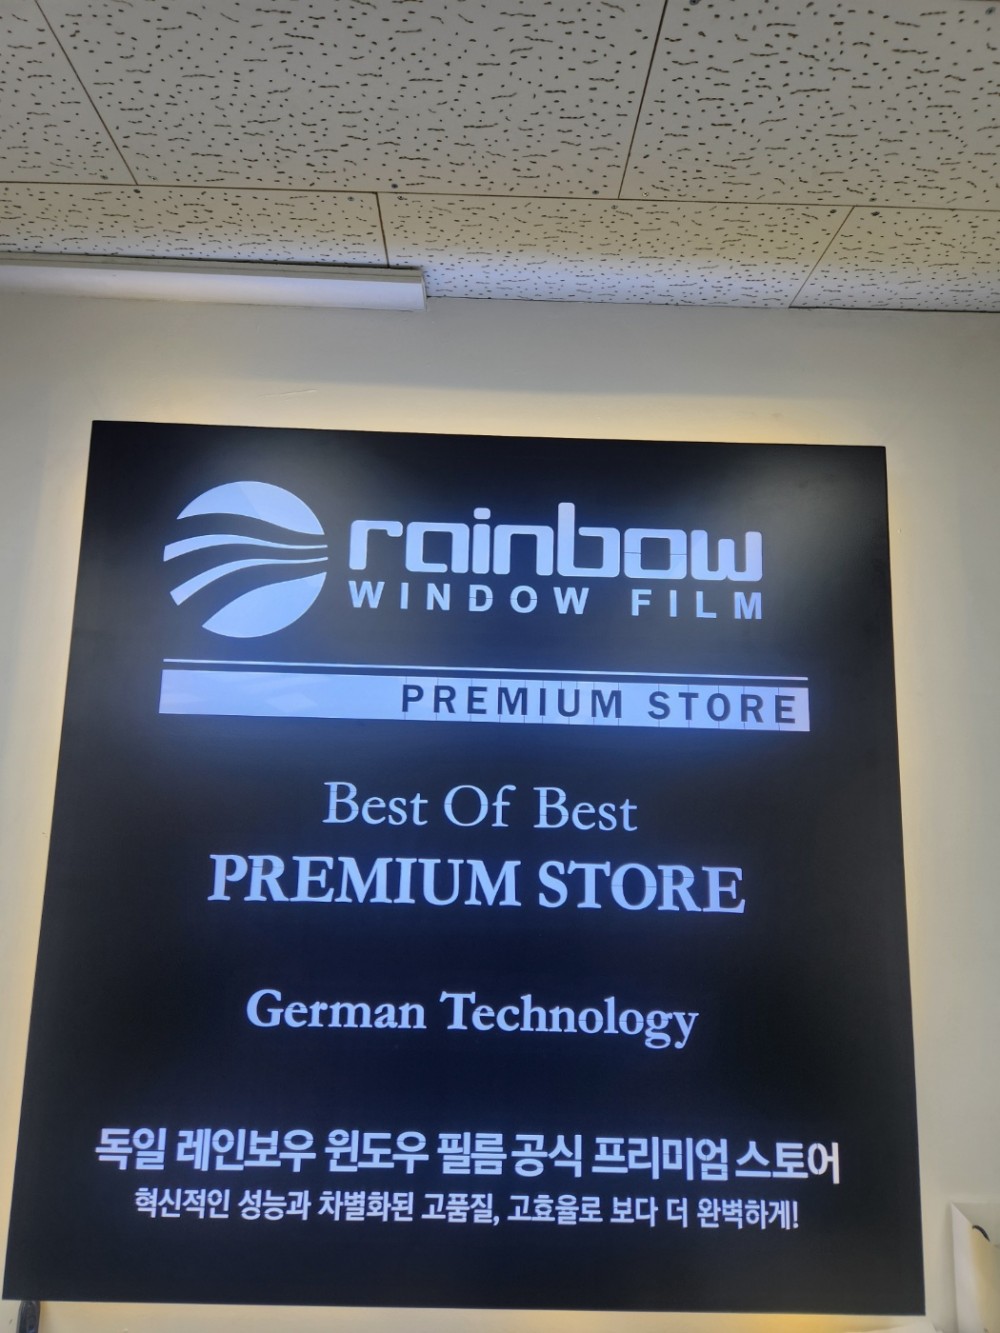 rainbow
WINDOW FILM
PREMIUM STORE
Best Of Best
PREMIUM STORE
German Technology
독일 레인보우 윈도우 필름 공식 프리미엄 스토어
혁신적인 성능과 차별화된 고품질, 고효율로 보다 더 완벽하게!